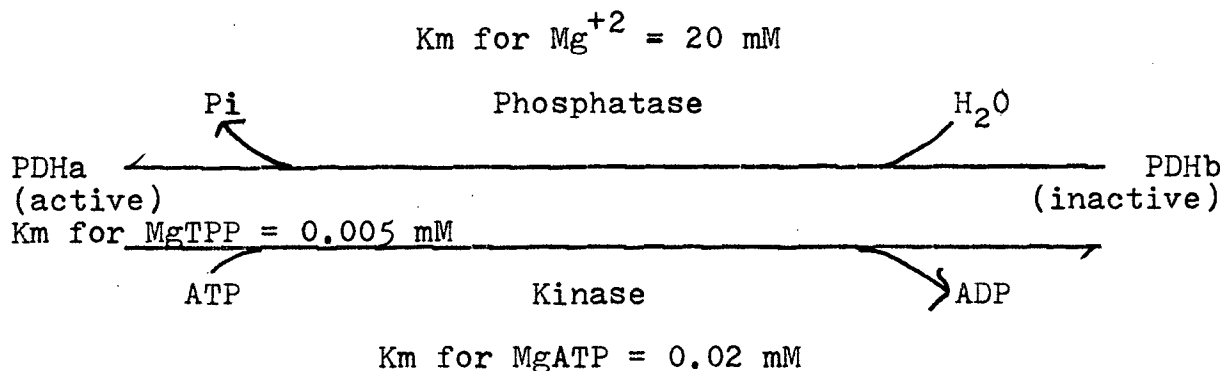 Km for Mg+2 = 20 mM
Pi Phosphatase H2O
PDHa PDHb
(active) (inactive)
Km for MgTPP = 0.005 mM
ATP Kinase ADP
Km for MgATP = 0.02 mM